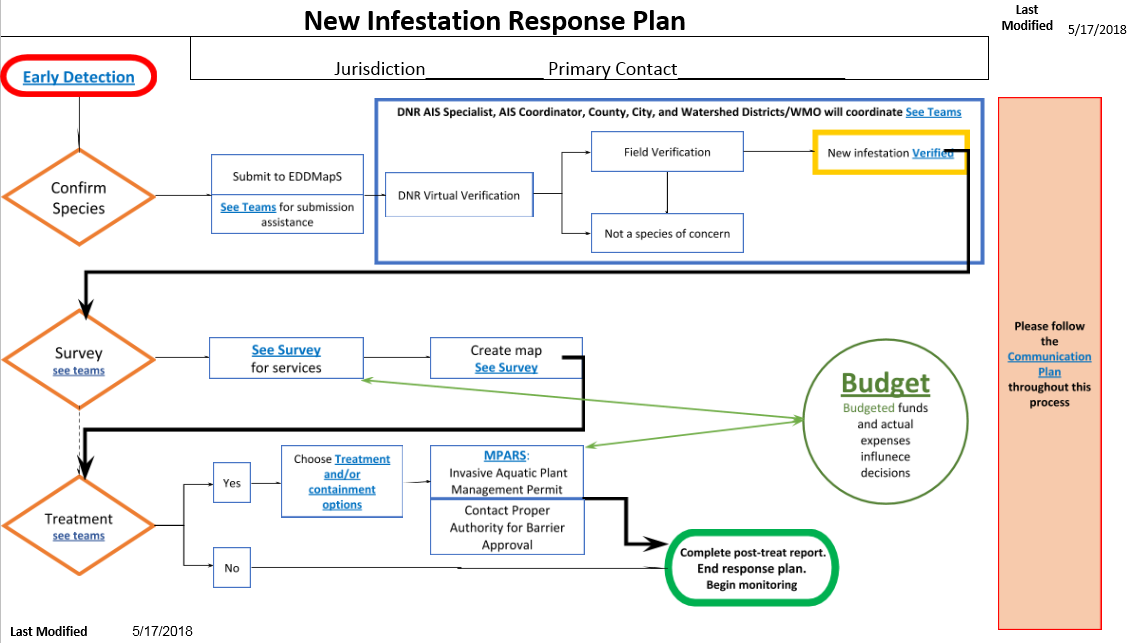 New Infestation Response Plan
Last
Modified 5/17/2018
Jurisdiction____________ Primary Contact_________________
Early Detection
DNR AIS Specialist, AIS Coordinator, County, City, and Watershed Districts/WMO will coordinate See Teams
Confirm
Species
Submit to EDDMapS
See Teams for submission
assistance
DNR Virtual Verification
Field Verification
Not a species of concern
New infestation Verified
Please follow
the
Communication
Plan
throughout this
process
Survey
see teams
See Survey
for services
Create map
See Survey
Budget
Budgeted funds
and actual
expenses
influnece
decisions
Treatment
see teams
Yes
No
Choose Treatment
and/or
containment
options
MPARS:
Invasive Aquatic Plant
Management Permit
Contact Proper
Authority for Barrier
Approval
Complete post-treat report.
End response plan.
Begin monitoring
Last Modified 5/17/2018